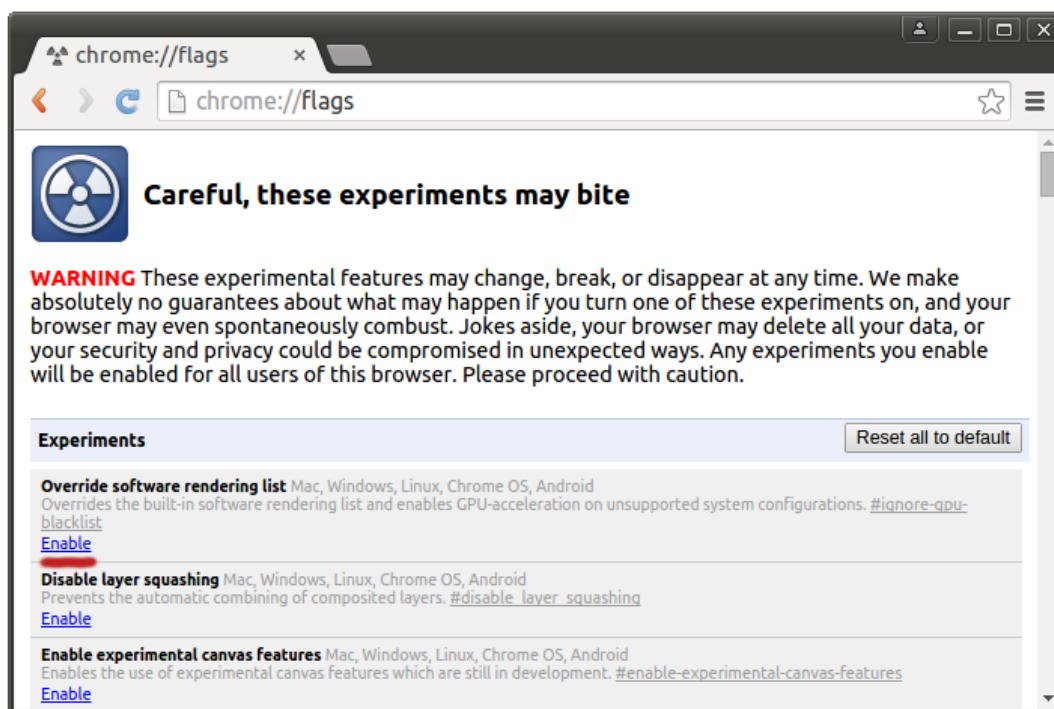 chrome://flags ×
chrome://flags
Careful, these experiments may bite
WARNING These experimental features may change, break, or disappear at any time. We make
absolutely no guarantees about what may happen if you turn one of these experiments on, and your
browser may even spontaneously combust. Jokes aside, your browser may delete all your data, or
your security and privacy could be compromised in unexpected ways. Any experiments you enable
will be enabled for all users of this browser. Please proceed with caution.
Experiments
Reset all to default
Override software rendering list Mac, Windows, Linux, Chrome OS, Android
Overrides the built-in software rendering list and enables GPU-acceleration on unsupported system configurations. #ignore-gpu-
blacklist
Enable
Disable layer squashing Mac, Windows, Linux, Chrome OS, Android
Prevents the automatic combining of composited layers. #disable_layer_squashing
Enable
Enable experimental canvas features Mac, Windows, Linux, Chrome OS, Android
Enables the use of experimental canvas features which are still in development. #enable-experimental-canvas-features
Enable